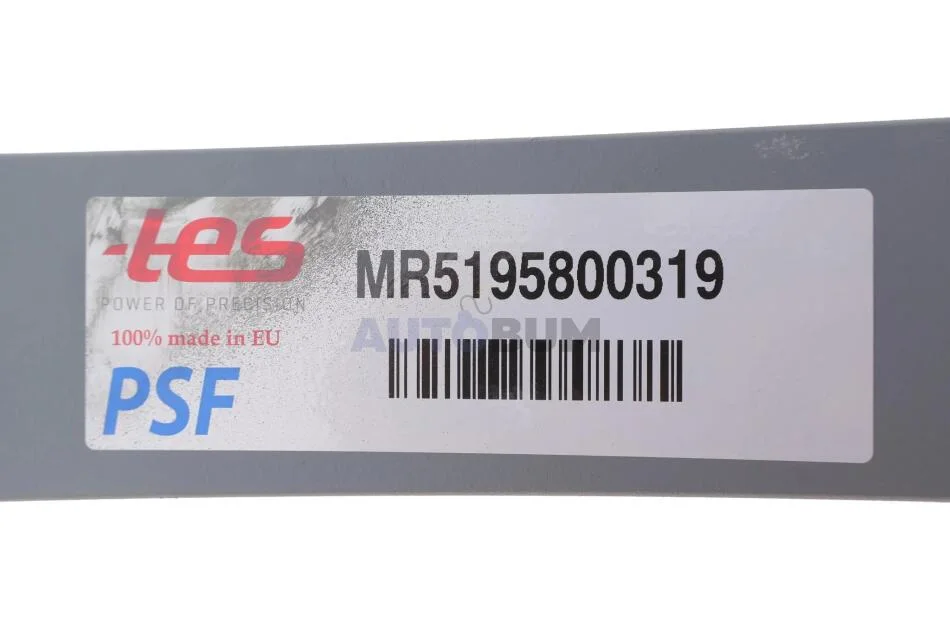 tes
POWER OF PRECISION
100% made in EU
PSF
MR5195800319
AUTOBUM